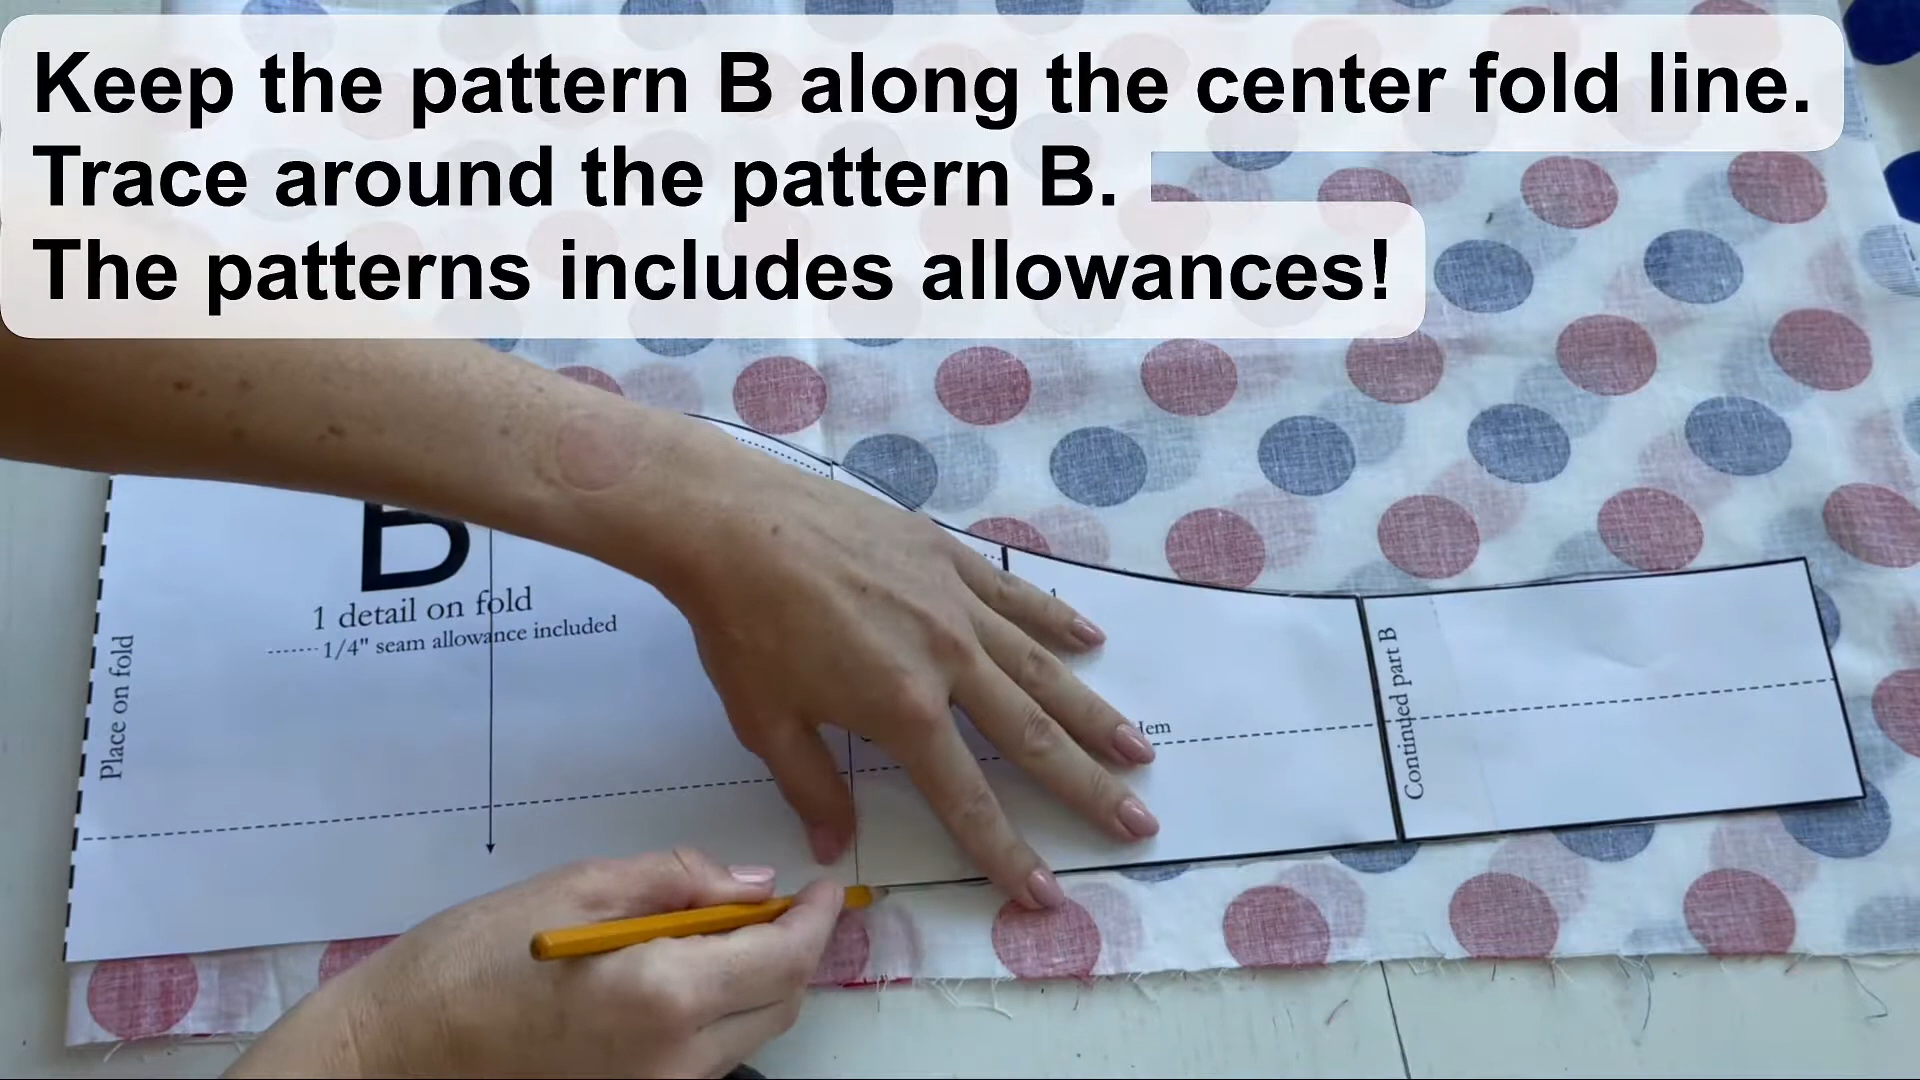 Keep the pattern B along the center fold line.
Trace around the pattern B.
The patterns includes allowances!
B
1 detail on fold
1/4" seam allowance included
Place on fold
Continued part B